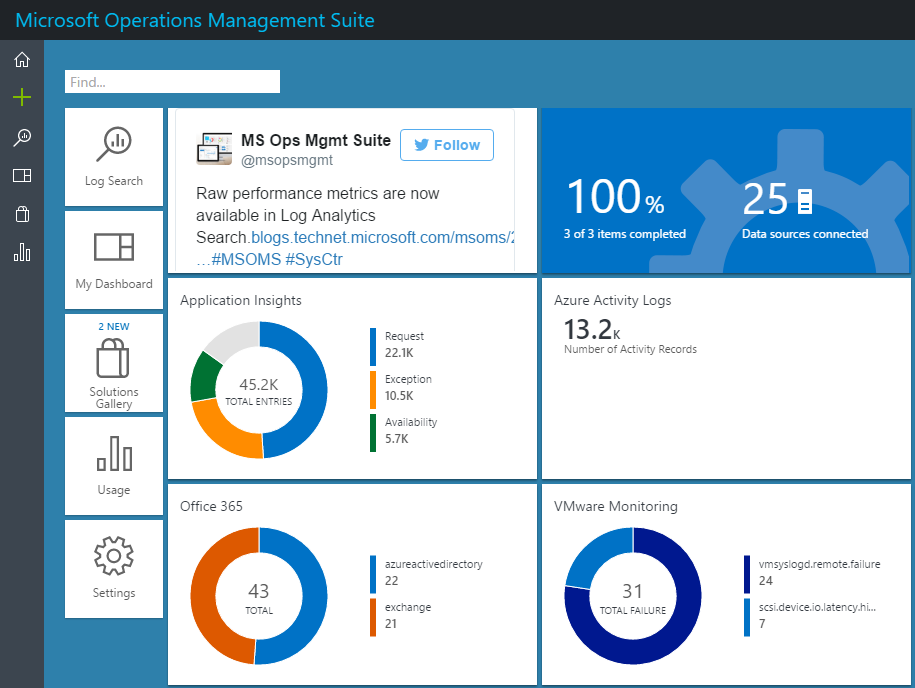 Microsoft Operations Management Suite
Find...
Log Search
My Dashboard
2 NEW
Solutions
Gallery
Usage
Settings
MS Ops Mgmt Suite
@msopsmgmt
Follow
Raw performance metrics are now
available in Log Analytics
Search.blogs.technet.microsoft.com/msoms/2
…#MSOMS #SysCtr
100 %
3 of 3 items completed
25
Data sources connected
Application Insights
45.2K
TOTAL ENTRIES
Request
22.1K
Exception
10.5K
Availability
5.7K
Azure Activity Logs
13.2K
Number of Activity Records
Office 365
43
TOTAL
azureactivedirectory
22
exchange
21
VMware Monitoring
31
TOTAL FAILURE
vmsyslogd.remote.failure
24
scsi.device.io.latency.hi...
7